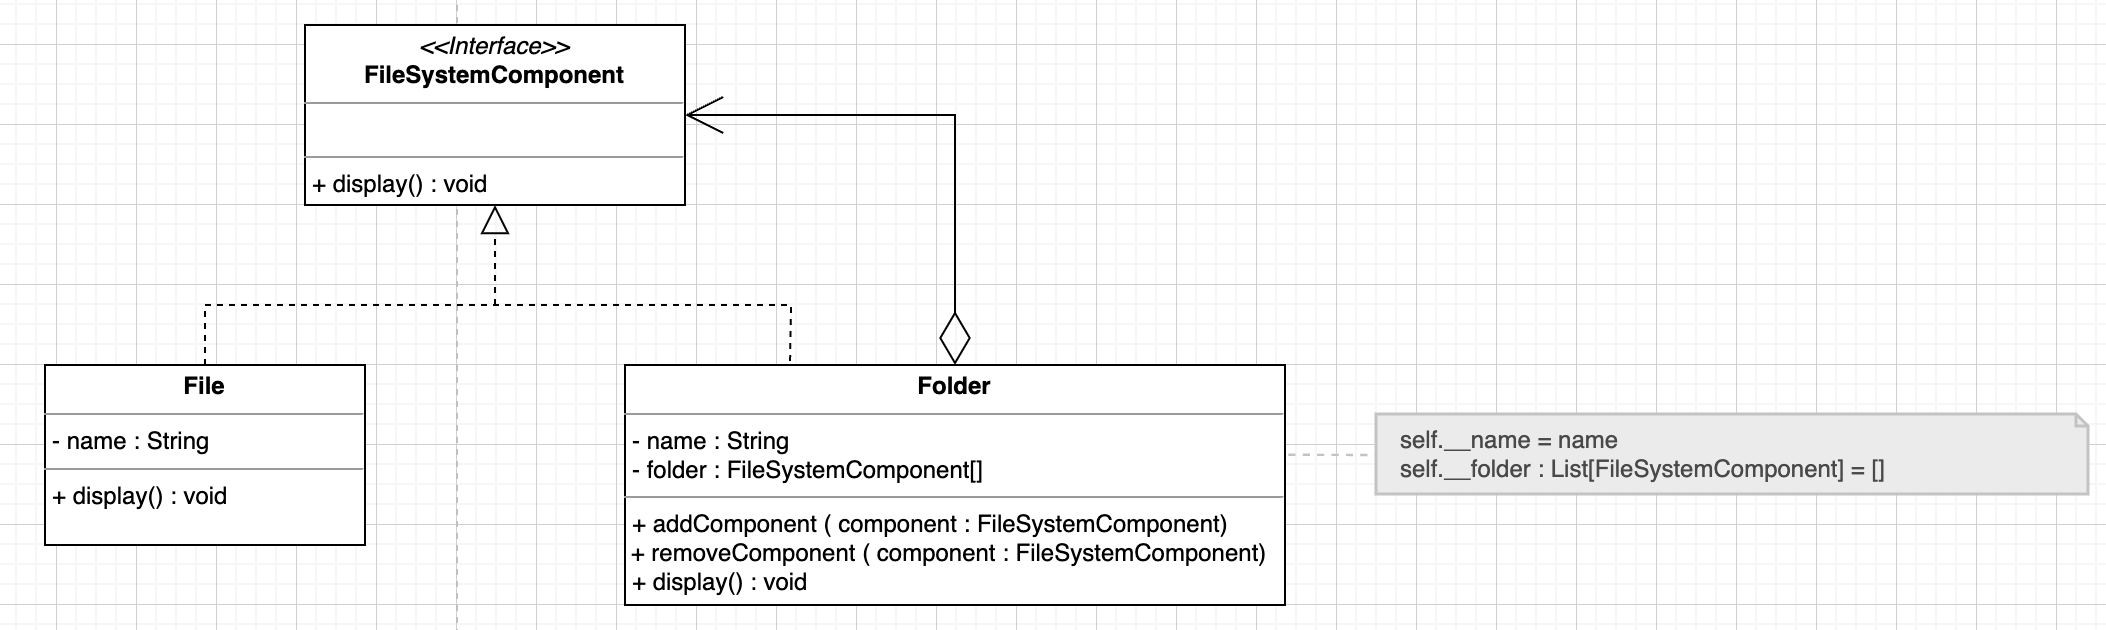 <<Interface>>
FileSystemComponent
+ display() : void
File
- name : String
+ display() : void
Folder
- name : String
- folder : FileSystemComponent[]
+ addComponent ( component : FileSystemComponent)
+ removeComponent ( component : FileSystemComponent)
+ display() : void
self.__name = name
self.__folder : List[FileSystemComponent] = []